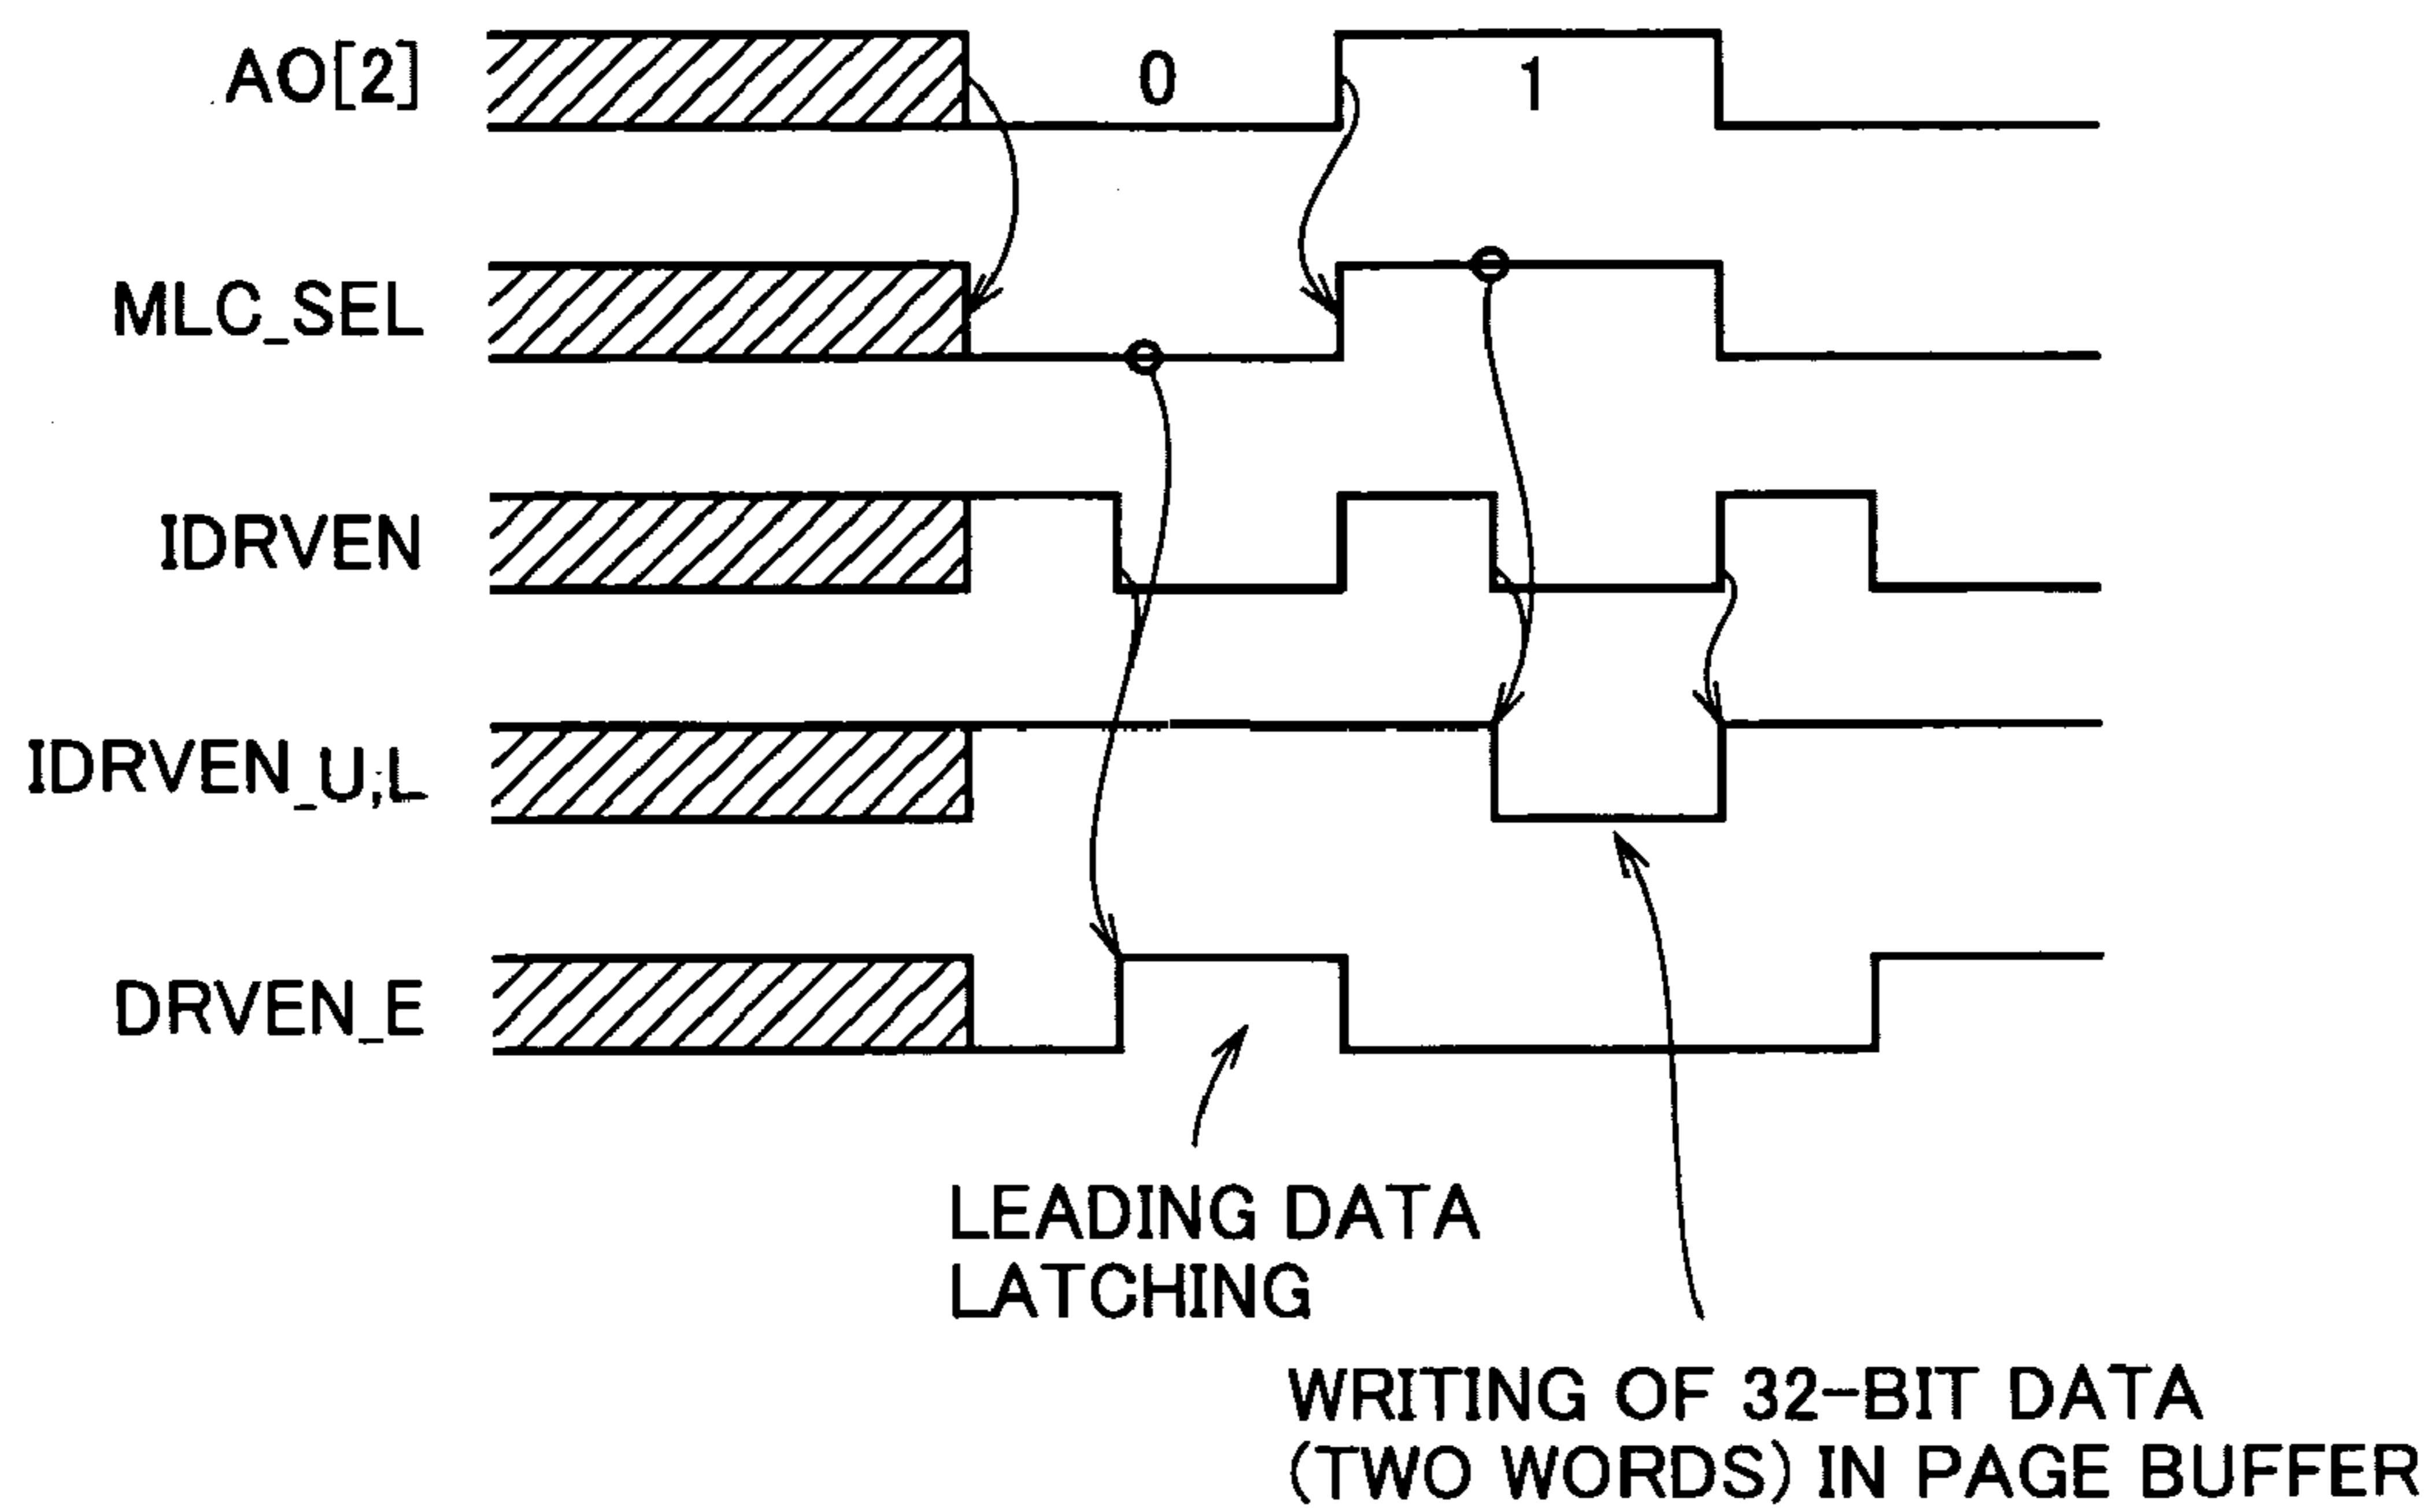 AO[2]
0
1
MLC_SEL
IDRVEN
IDRVEN_U;L
DRVEN_E
LEADING DATA
LATCHING
WRITING OF 32-BIT DATA
(TWO WORDS) IN PAGE BUFFER